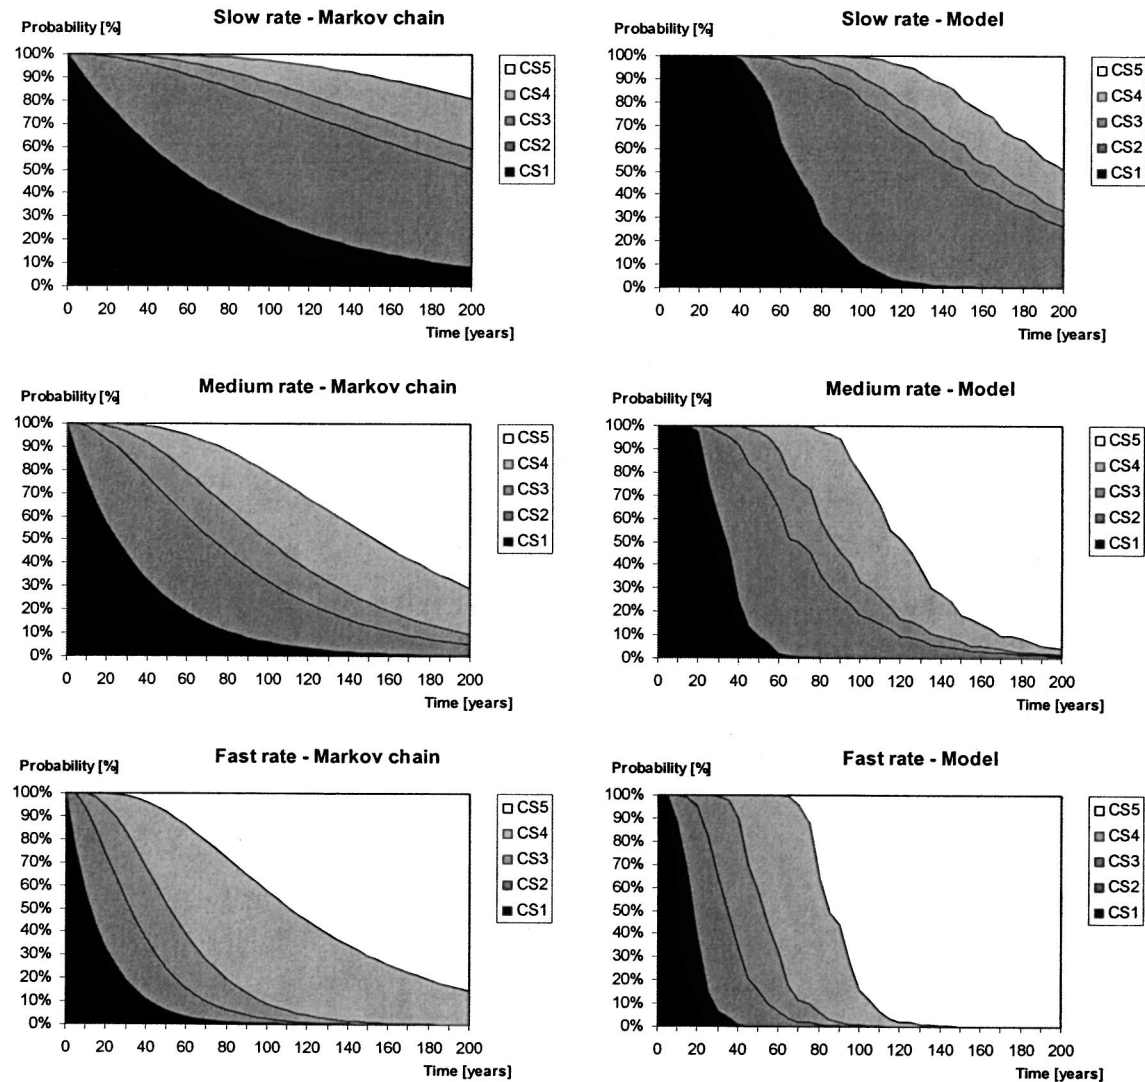 Slow rate - Markov chain
Probability [%]
100%
90%
80%
70%
60%
50%
40%
30%
20%
10%
0%
0 20 40 60 80 100 120 140 160 180 200
Time [years]
CS5
CS4
CS3
CS2
CS1
Slow rate - Model
Probability [%]
100%
90%
80%
70%
60%
50%
40%
30%
20%
10%
0%
0 20 40 60 80 100 120 140 160 180 200
Time [years]
CS5
CS4
CS3
CS2
CS1
Medium rate - Markov chain
Probability [%]
100%
90%
80%
70%
60%
50%
40%
30%
20%
10%
0%
0 20 40 60 80 100 120 140 160 180 200
Time [years]
CS5
CS4
CS3
CS2
CS1
Medium rate - Model
Probability [%]
100%
90%
80%
70%
60%
50%
40%
30%
20%
10%
0%
0 20 40 60 80 100 120 140 160 180 200
Time [years]
CS5
CS4
CS3
CS2
CS1
Fast rate - Markov chain
Probability [%]
100%
90%
80%
70%
60%
50%
40%
30%
20%
10%
0%
0 20 40 60 80 100 120 140 160 180 200
Time [years]
CS5
CS4
CS3
CS2
CS1
Fast rate - Model
Probability [%]
100%
90%
80%
70%
60%
50%
40%
30%
20%
10%
0%
0 20 40 60 80 100 120 140 160 180 200
Time [years]
CS5
CS4
CS3
CS2
CS1